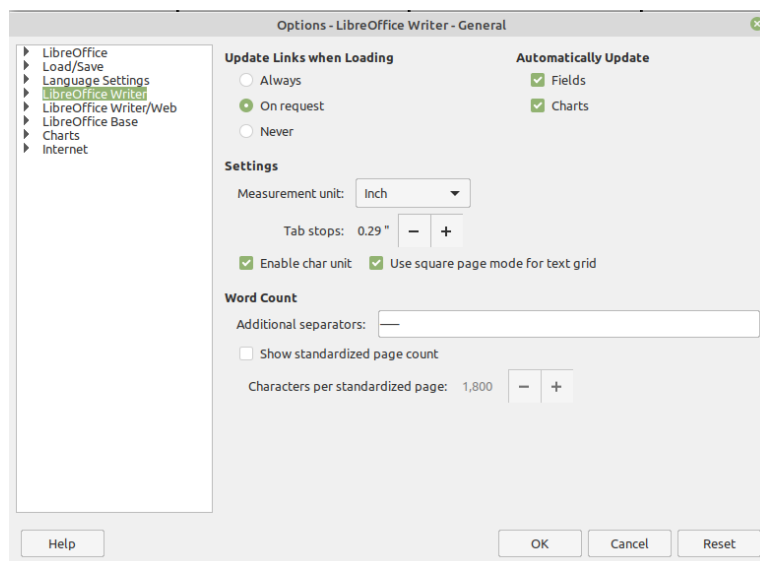 Options - LibreOffice Writer - General
LibreOffice
Load/Save
Language Settings
LibreOffice Writer
LibreOffice Writer/Web
LibreOffice Base
Charts
Internet
Update Links when Loading
Always
On request
Never
Automatically Update
Fields
Charts
Settings
Measurement unit: Inch
Tab stops: 0.29 " − +
Enable char unit Use square page mode for text grid
Word Count
Additional separators: —–
Show standardized page count
Characters per standardized page: 1,800 − +
Help OK Cancel Reset